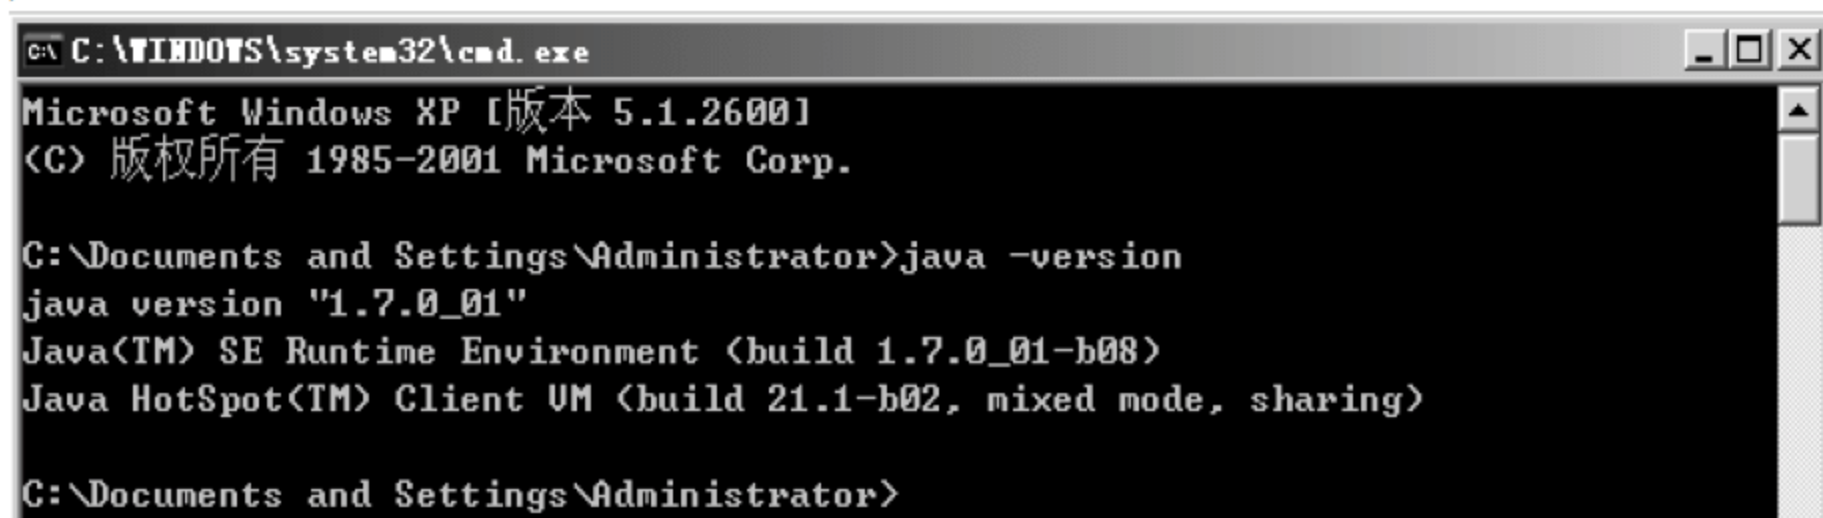 C:\WINDOWS\system32\cmd.exe
Microsoft Windows XP [版本 5.1.2600]
(C) 版权所有 1985-2001 Microsoft Corp.
C:\Documents and Settings\Administrator>java -version
java version "1.7.0_01"
Java(TM) SE Runtime Environment (build 1.7.0_01-b08)
Java HotSpot(TM) Client VM (build 21.1-b02, mixed mode, sharing)
C:\Documents and Settings\Administrator>